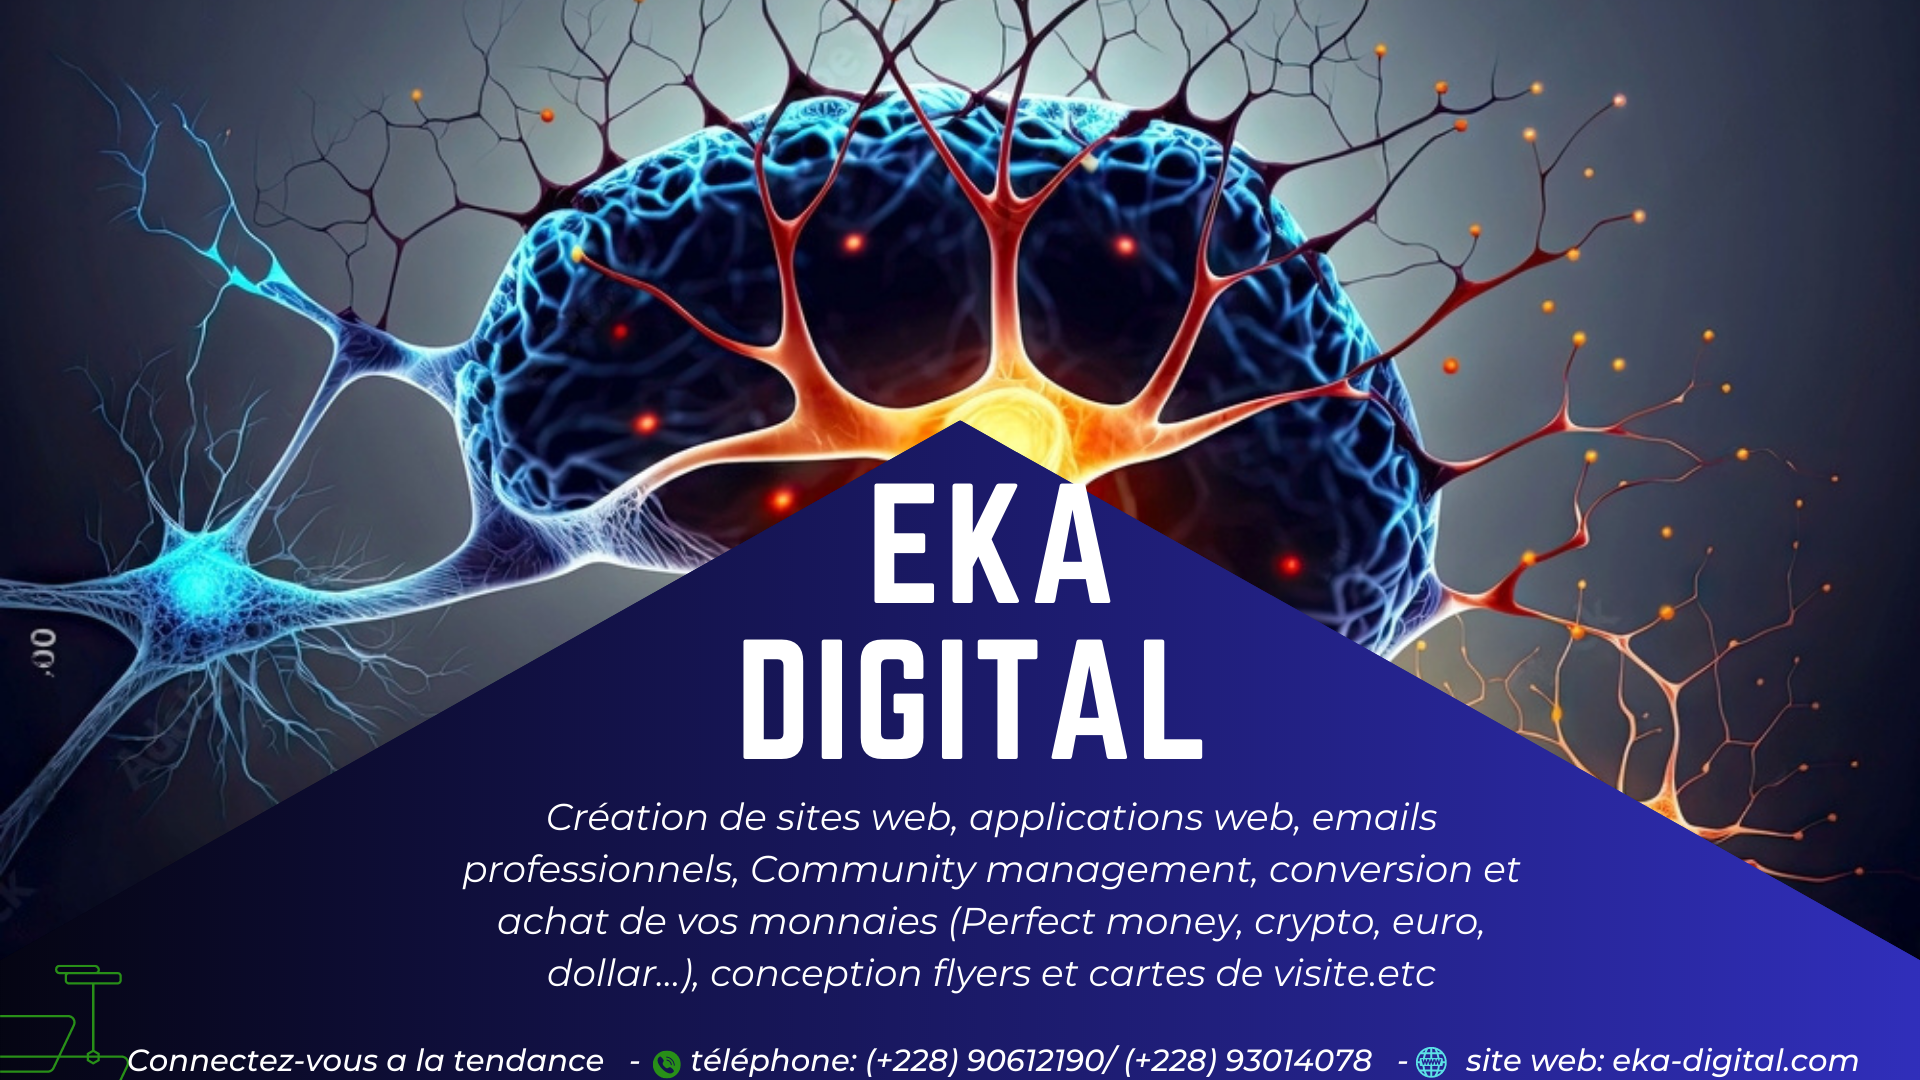 EKA
DIGITAL
Création de sites web, applications web, emails
professionnels, Community management, conversion et
achat de vos monnaies (Perfect money, crypto, euro,
dollar...), conception flyers et cartes de visite.etc
Connectez-vous a la tendance - téléphone: (+228) 90612190/ (+228) 93014078 - site web: eka-digital.com